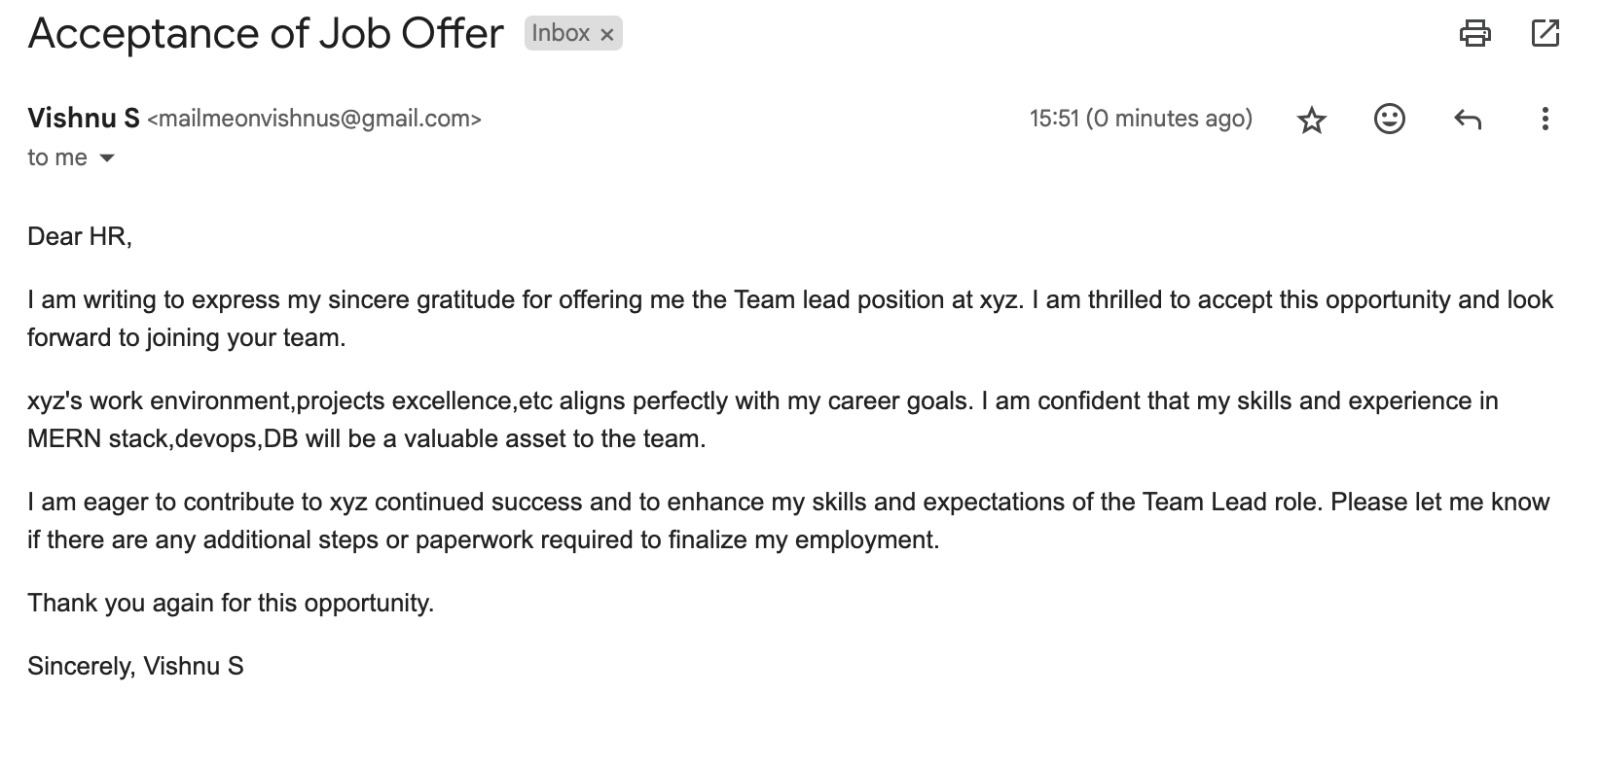 Acceptance of Job Offer Inbox ×
Vishnu S <mailmeonvishnus@gmail.com> 15:51 (0 minutes ago)
to me
Dear HR,
I am writing to express my sincere gratitude for offering me the Team lead position at xyz. I am thrilled to accept this opportunity and look
forward to joining your team.
xyz's work environment,projects excellence,etc aligns perfectly with my career goals. I am confident that my skills and experience in
MERN stack,devops,DB will be a valuable asset to the team.
I am eager to contribute to xyz continued success and to enhance my skills and expectations of the Team Lead role. Please let me know
if there are any additional steps or paperwork required to finalize my employment.
Thank you again for this opportunity.
Sincerely, Vishnu S